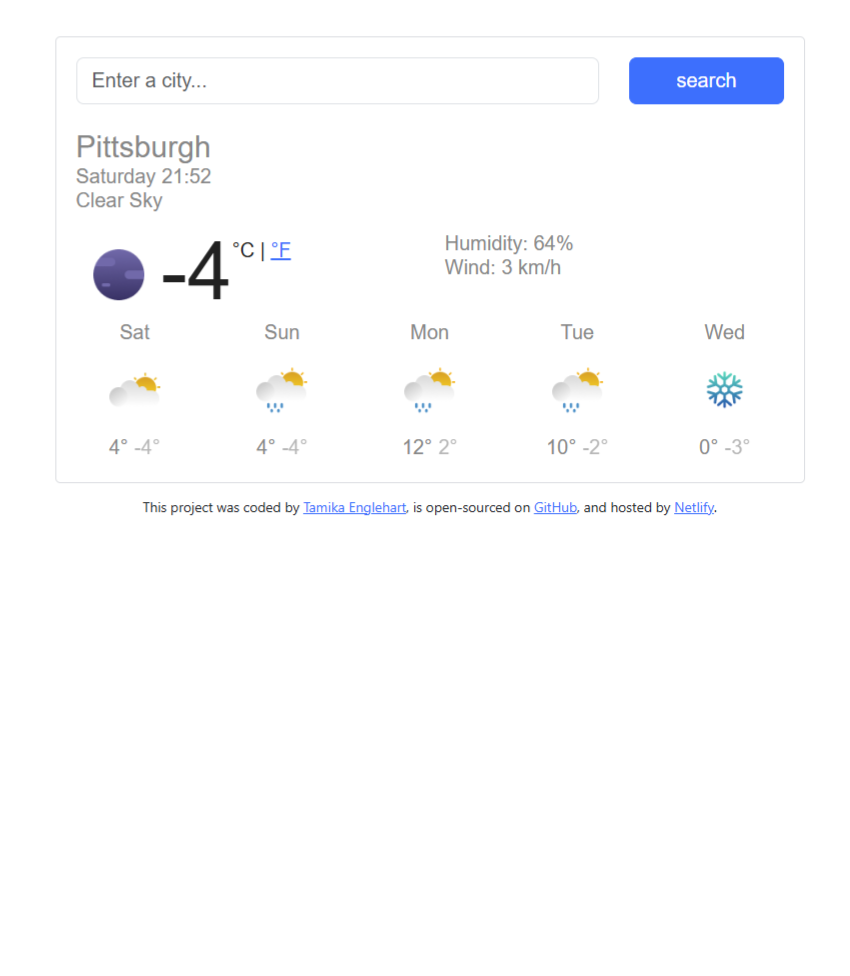 Enter a city...
search
Pittsburgh
Saturday 21:52
Clear Sky
-4 °C | °F
Humidity: 64%
Wind: 3 km/h
Sat Sun Mon Tue Wed
4° -4° 4° -4° 12° 2° 10° -2° 0° -3°
This project was coded by Tamika Englehart, is open-sourced on GitHub, and hosted by Netlify.